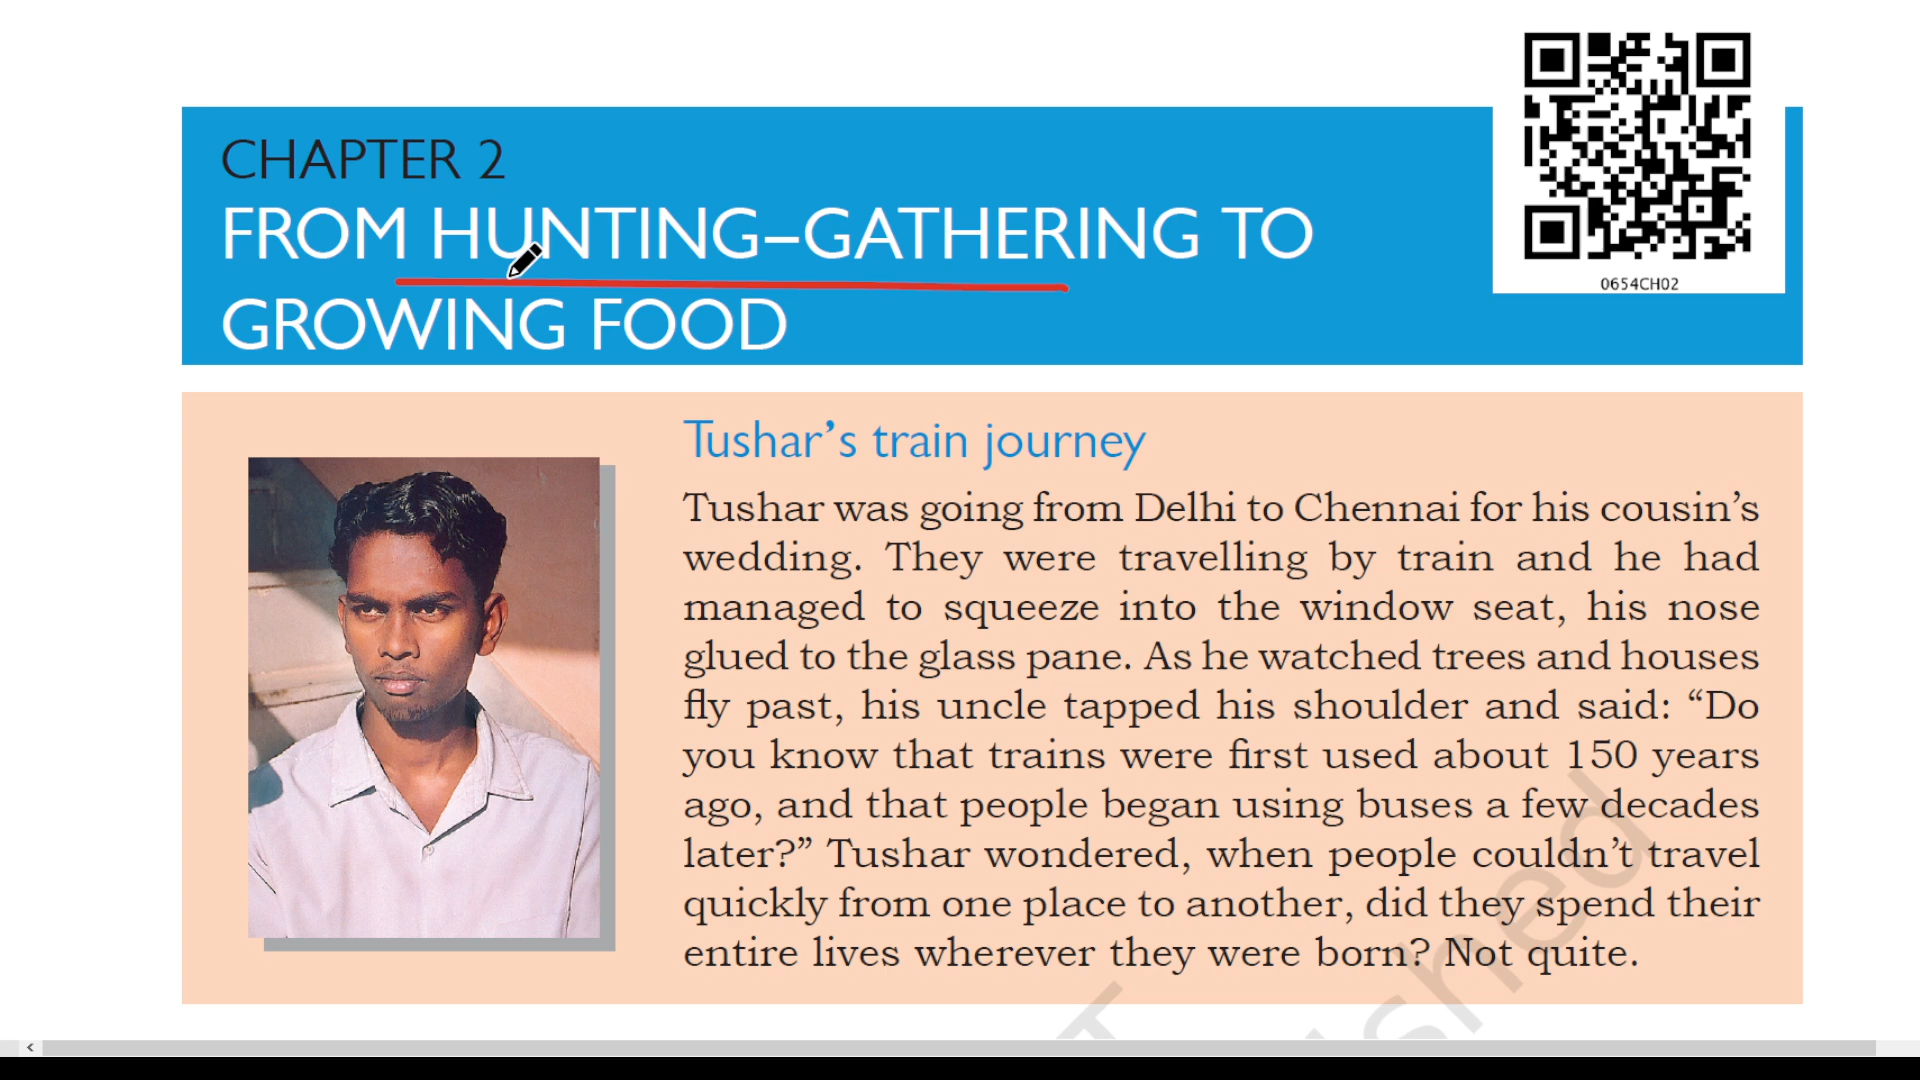 0654CH02
CHAPTER 2
FROM HUNTING–GATHERING TO
GROWING FOOD
Tushar’s train journey
Tushar was going from Delhi to Chennai for his cousin’s
wedding. They were travelling by train and he had
managed to squeeze into the window seat, his nose
glued to the glass pane. As he watched trees and houses
fly past, his uncle tapped his shoulder and said: “Do
you know that trains were first used about 150 years
ago, and that people began using buses a few decades
later?” Tushar wondered, when people couldn’t travel
quickly from one place to another, did they spend their
entire lives wherever they were born? Not quite.